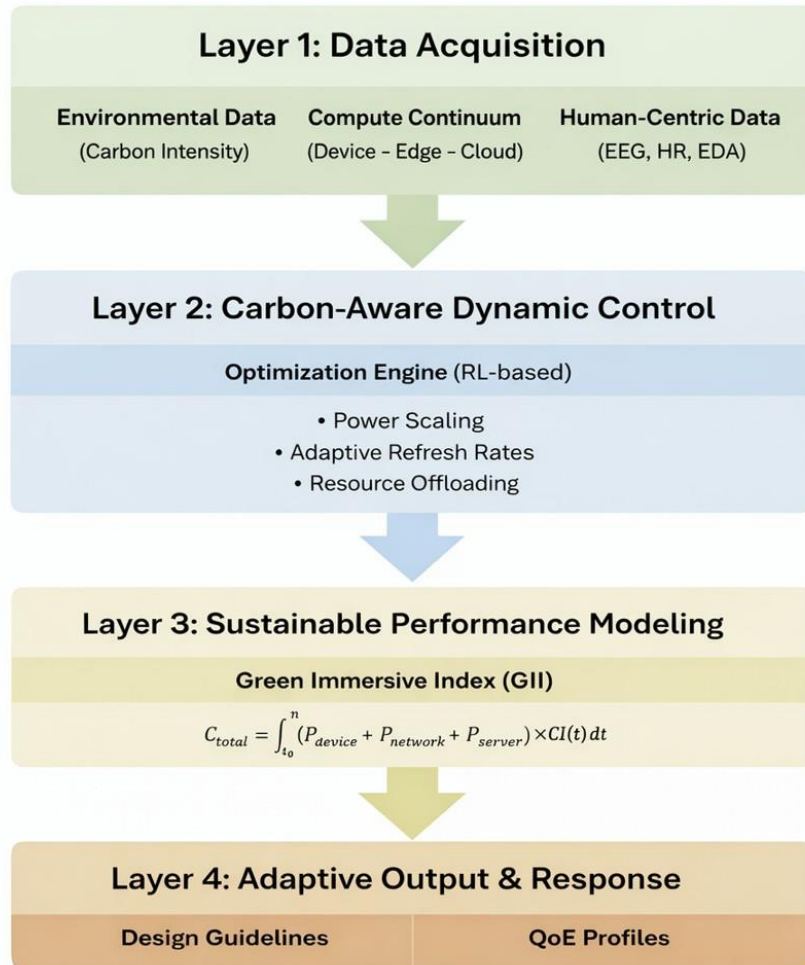 Layer 1: Data Acquisition
Environmental Data Compute Continuum Human-Centric Data
(Carbon Intensity) (Device - Edge - Cloud) (EEG, HR, EDA)
Layer 2: Carbon-Aware Dynamic Control
Optimization Engine (RL-based)
• Power Scaling
• Adaptive Refresh Rates
• Resource Offloading
Layer 3: Sustainable Performance Modeling
Green Immersive Index (GII)
C_total = ∫_{t_0}^{n} (P_device + P_network + P_server) × CI(t) dt
Layer 4: Adaptive Output & Response
Design Guidelines QoE Profiles